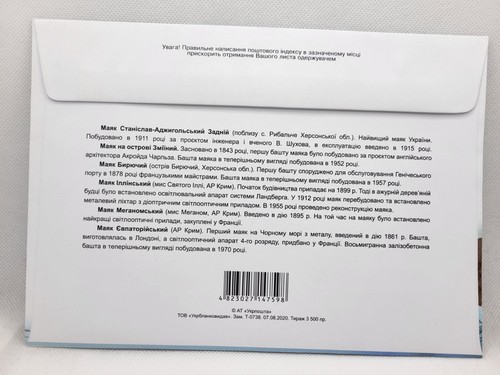 Увага! Правильне написання поштового індексу в зазначеному місці
прискорить отримання Вашого листа одержувачем
Маяк Станіслав-Аджигольський Задній (поблизу с. Рибальче Херсонської обл.). Найвищий маяк України.
Побудовано в 1911 році за проєктом інженера і вченого В. Шухова, в експлуатацію введено в 1915 році.
Маяк на острові Зміїний. Засновано в 1843 році, першу башту маяка було побудовано за проєктом англійського
архітектора Акройда Чарльза. Башта маяка в теперішньому вигляді побудована в 1952 році.
Маяк Бирючий (острів Бирючий, Херсонської обл.). Першу башту споруджено для обслуговування Генічеського
порту в 1878 році французькими майстрами. Башта маяка в теперішньому вигляді побудована в 1957 році.
Маяк Іллінський (мис Святого Іллі, АР Крим). Початок будівництва припадає на 1899 р. Тоді в ажурній дерев'яній
будці було встановлено освітлювальний апарат системи Ландберга. У 1912 році маяк перебудовано та встановлено
металевий ліхтар з діоптричним світлооптичним приладом. В 1955 році проведено реконструкцію маяка.
Маяк Меганомський (мис Меганом, АР Крим). Введено в дію 1895 р. На той час на маяку було встановлено
найкращі світлооптичні прилади, закуплені у Франції.
Маяк Євпаторійський (АР Крим). Перший маяк на Чорному морі з металу, введений в дію 1861 р. Башта,
виготовлялась в Лондоні, а світлооптичний апарат 4-го розряду, придбано у Франції. Восьмигранна залізобетонна
башта в теперішньому вигляді побудована в 1970 році.
4823027147598
© АТ «Укрпошта»
ТОВ «Укрбланковидав». Зам. Т-0738. 07.08.2020. Тираж 3 500 пр.